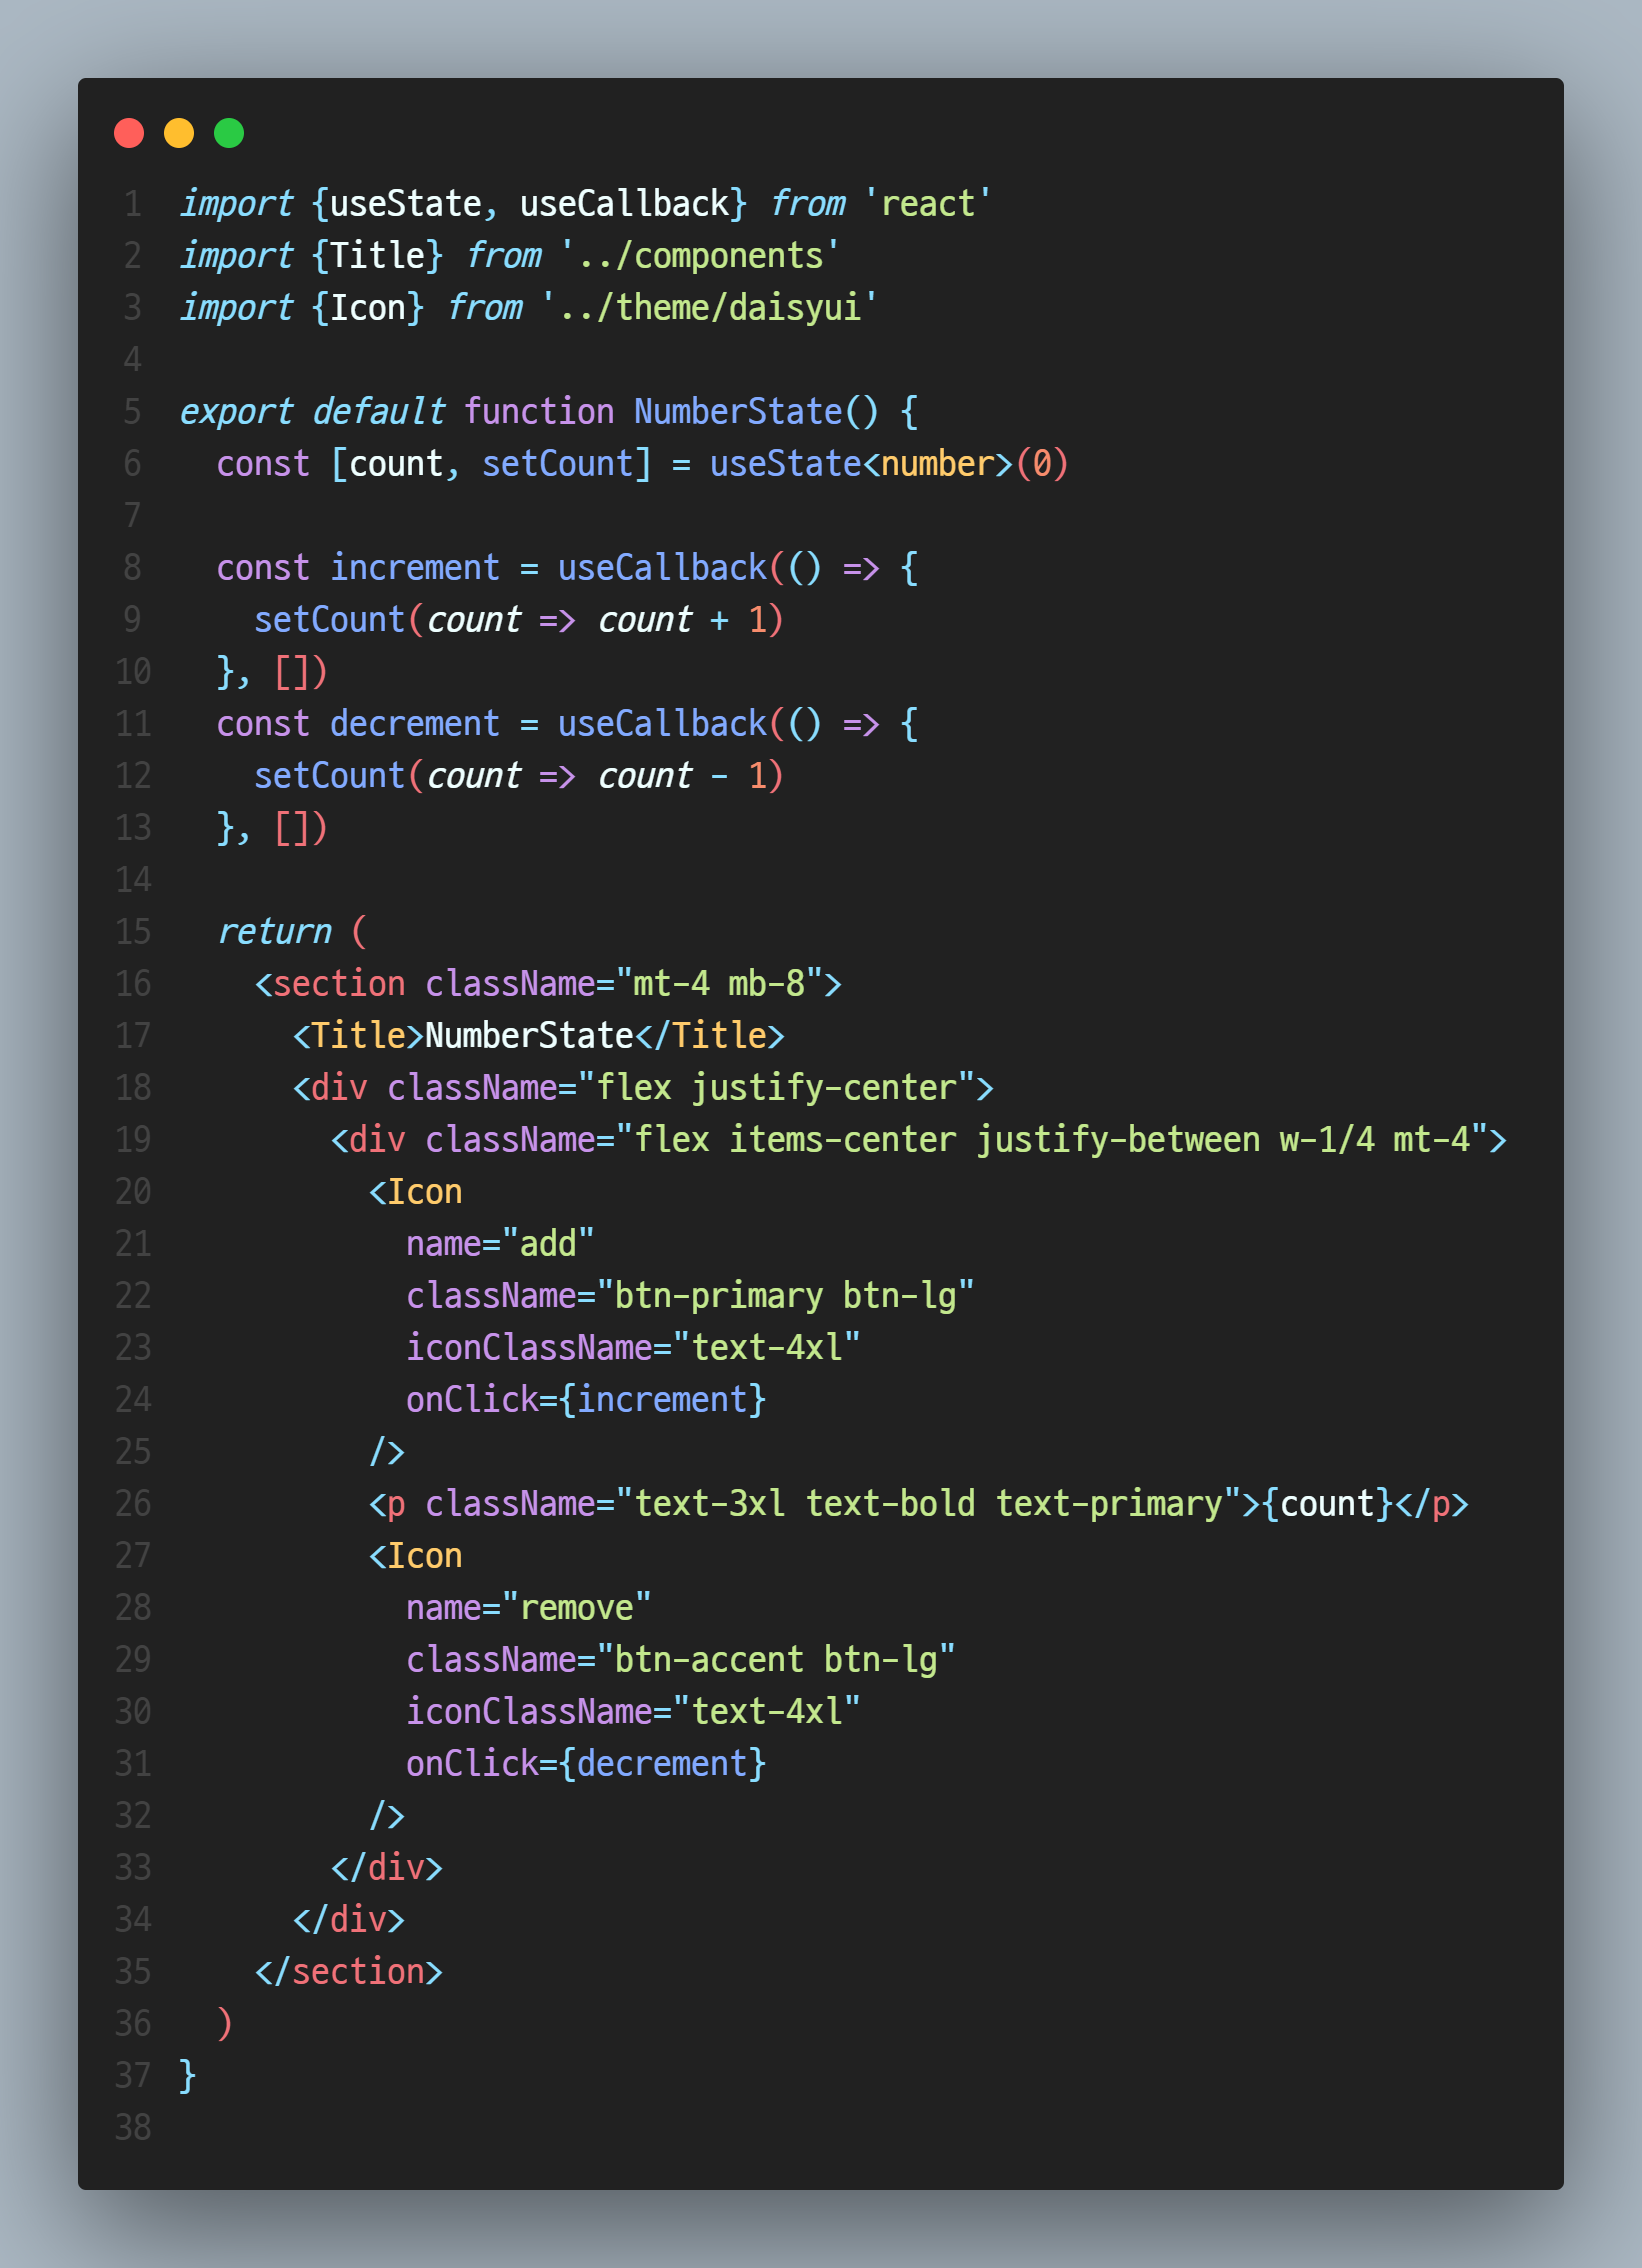 1 import {useState, useCallback} from 'react'
2 import {Title} from '../components'
3 import {Icon} from '../theme/daisyui'
4
5 export default function NumberState() {
6   const [count, setCount] = useState<number>(0)
7
8   const increment = useCallback(() => {
9     setCount(count => count + 1)
10   }, [])
11   const decrement = useCallback(() => {
12     setCount(count => count - 1)
13   }, [])
14
15   return (
16     <section className="mt-4 mb-8">
17       <Title>NumberState</Title>
18       <div className="flex justify-center">
19         <div className="flex items-center justify-between w-1/4 mt-4">
20           <Icon
21             name="add"
22             className="btn-primary btn-lg"
23             iconClassName="text-4xl"
24             onClick={increment}
25           />
26           <p className="text-3xl text-bold text-primary">{count}</p>
27           <Icon
28             name="remove"
29             className="btn-accent btn-lg"
30             iconClassName="text-4xl"
31             onClick={decrement}
32           />
33         </div>
34       </div>
35     </section>
36   )
37 }
38